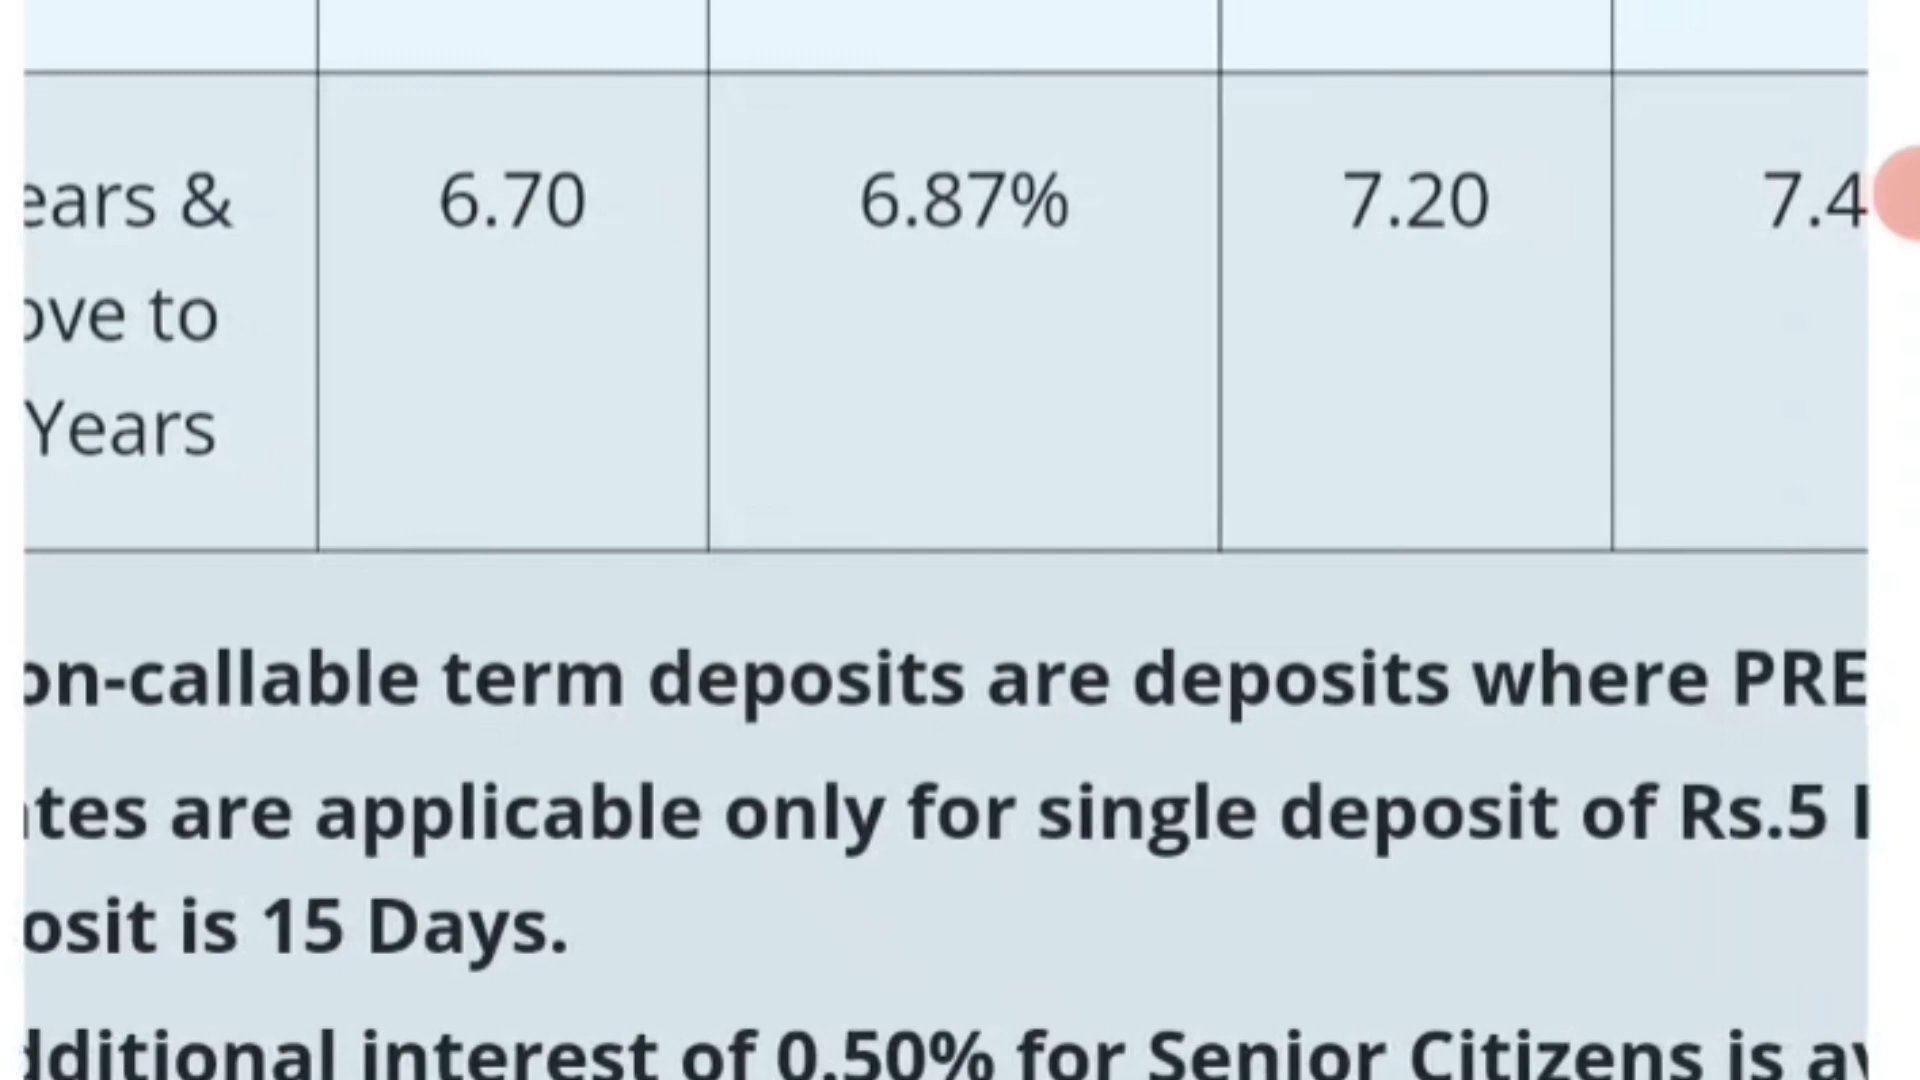 ears & 6.70 6.87% 7.20 7.4
ove to
Years
on-callable term deposits are deposits where PRE
tes are applicable only for single deposit of Rs.5
osit is 15 Days.
dditional interest of 0.50% for Senior Citizens is av